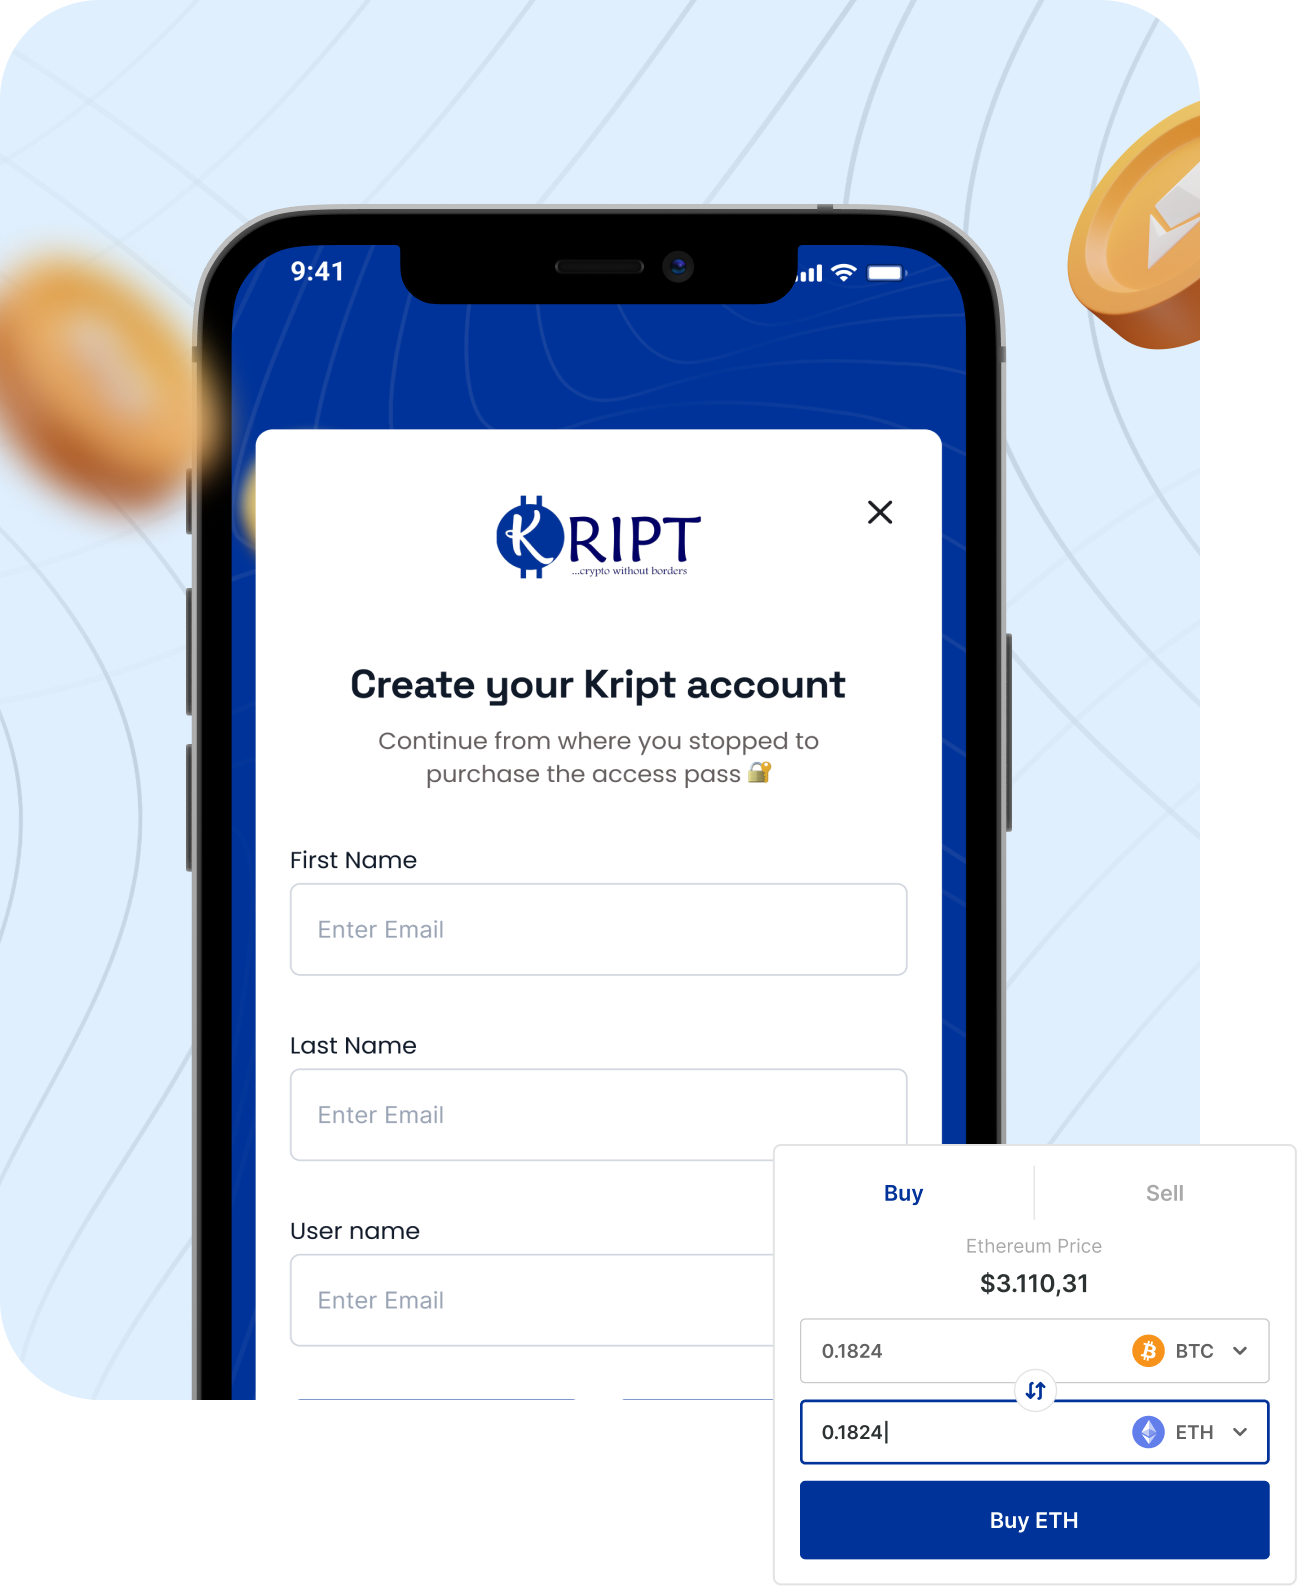 9:41
KRIPT
...crypto without borders
Create your Kript account
Continue from where you stopped to
purchase the access pass 🔐
First Name
Enter Email
Last Name
Enter Email
User name
Enter Email
Buy
Sell
Ethereum Price
$3.110,31
0.1824
BTC
0.1824
ETH
Buy ETH